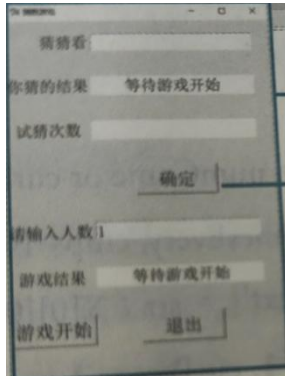 猜猜看
你猜的结果 等待游戏开始
试猜次数
确定
请输入人数 1
游戏结果 等待游戏开始
游戏开始 退出